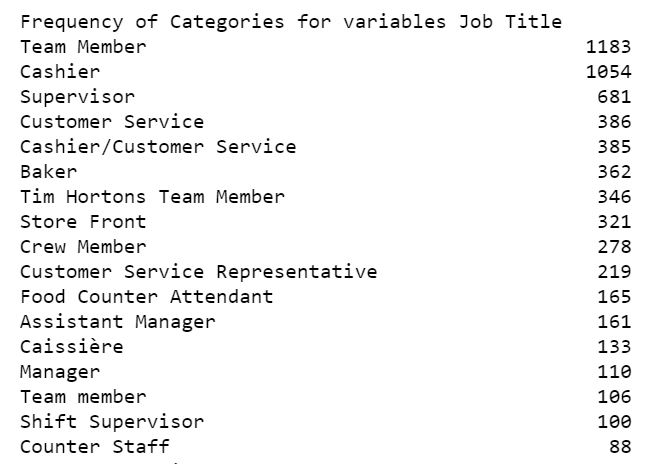 Frequency of Categories for variables Job Title
Team Member 1183
Cashier 1054
Supervisor 681
Customer Service 386
Cashier/Customer Service 385
Baker 362
Tim Hortons Team Member 346
Store Front 321
Crew Member 278
Customer Service Representative 219
Food Counter Attendant 165
Assistant Manager 161
Caissière 133
Manager 110
Team member 106
Shift Supervisor 100
Counter Staff 88